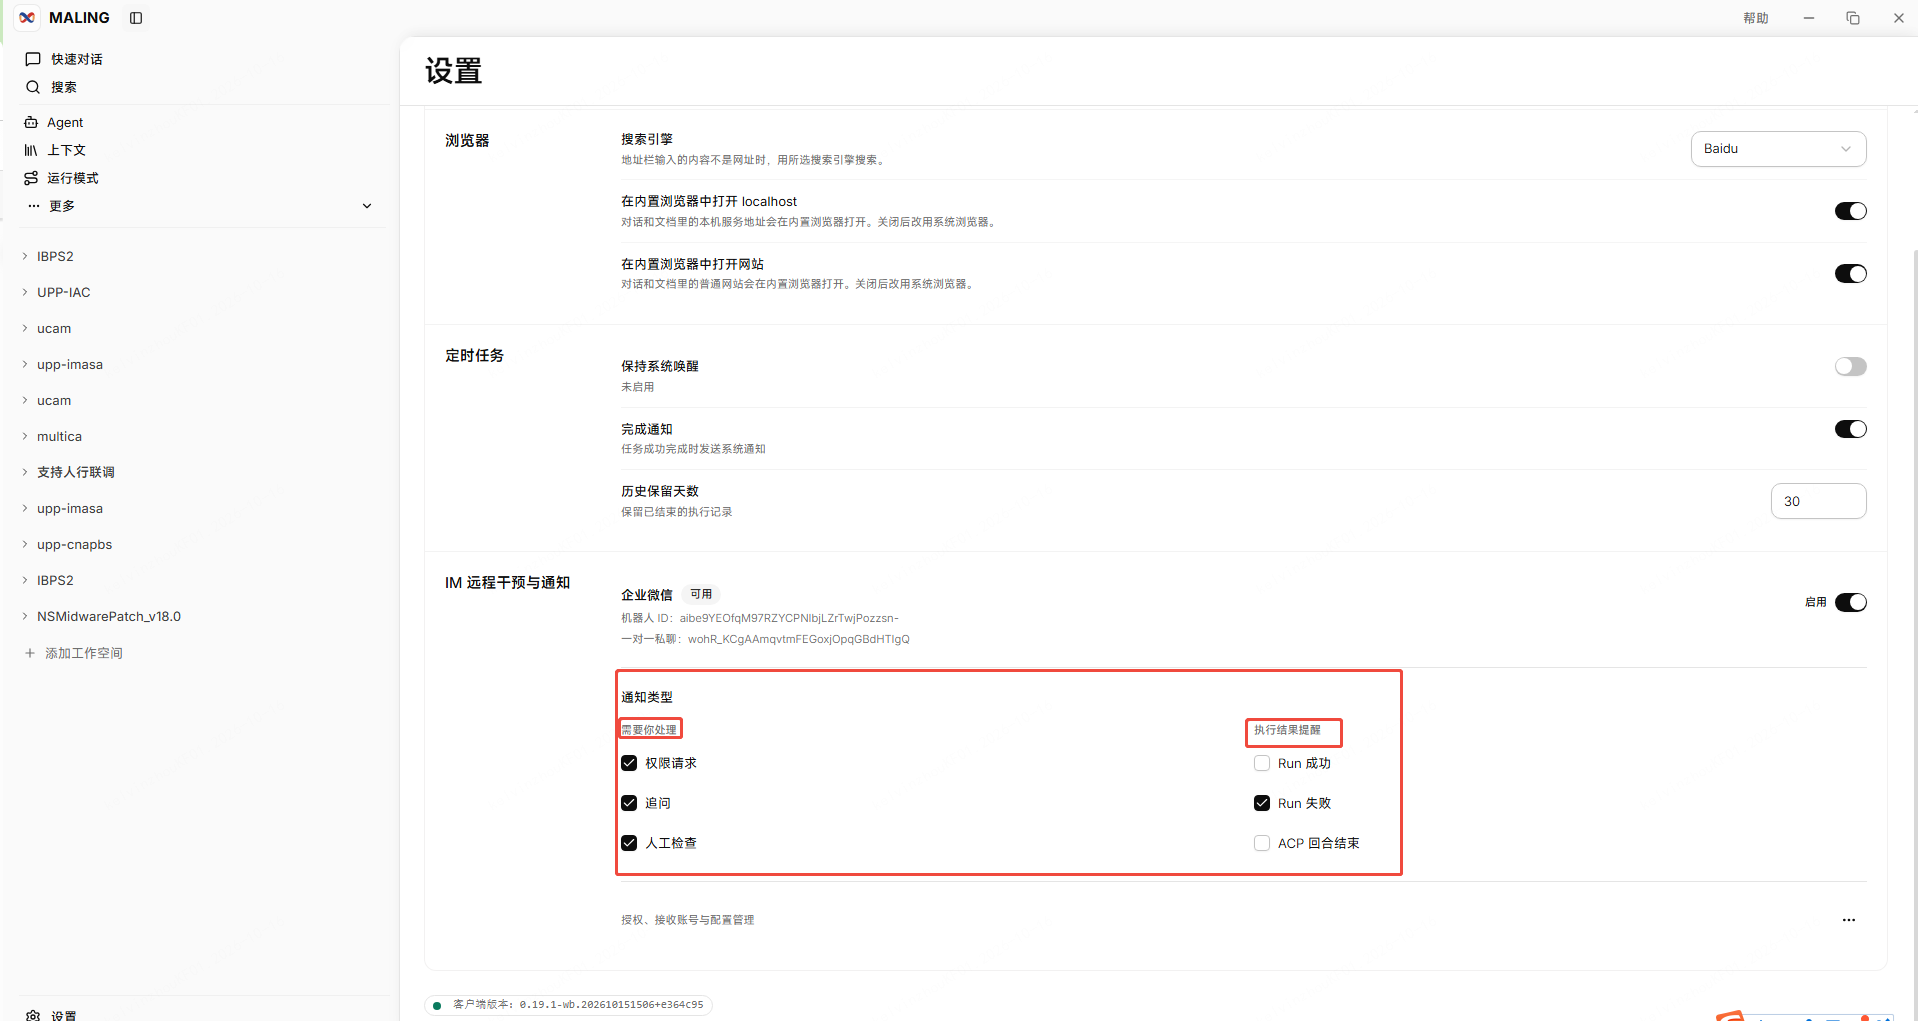 MALING
帮助
快速对话
搜索
Agent
上下文
运行模式
更多
IBPS2
UPP-IAC
ucam
upp-imasa
ucam
multica
支持人行联调
upp-imasa
upp-cnapbs
IBPS2
NSMidwarePatch_v18.0
添加工作空间
设置
设置
浏览器
搜索引擎
地址栏输入的内容不是网址时，用所选搜索引擎搜索。
Baidu
在内置浏览器中打开 localhost
对话和文档里的本机服务地址会在内置浏览器打开。关闭后改用系统浏览器。
在内置浏览器中打开网站
对话和文档里的普通网站会在内置浏览器打开。关闭后改用系统浏览器。
定时任务
保持系统唤醒
未启用
完成通知
任务成功完成时发送系统通知
历史保留天数
保留已结束的执行记录
30
IM 远程干预与通知
企业微信 可用
启用
机器人 ID：aibe9YEOfqM97RZYCPNIbjLZrTwjPozzsn-
一对一私聊：wohR_KCgAAmqvtmFEGoxjOpqGBdHTIgQ
通知类型
需要你处理
执行结果提醒
权限请求
Run 成功
追问
Run 失败
人工检查
ACP 回合结束
授权、接收账号与配置管理
客户端版本：0.19.1-wb.202610151506+e364c95